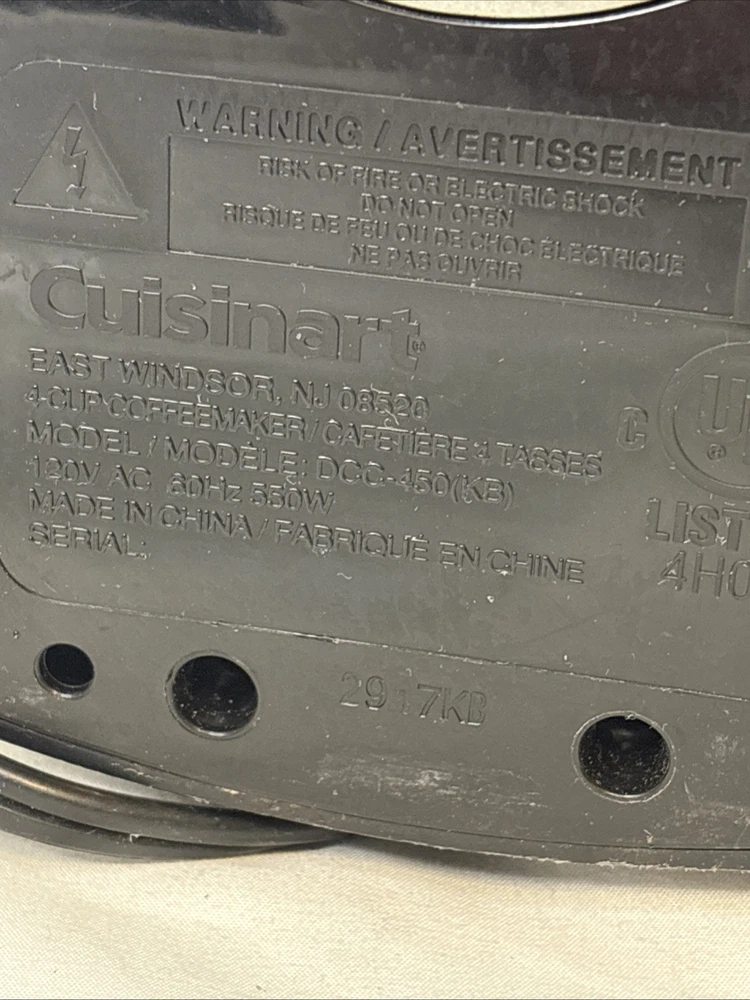 WARNING / AVERTISSEMENT
RISK OF FIRE OR ELECTRIC SHOCK
DO NOT OPEN
RISQUE DE FEU OU DE CHOC ÉLECTRIQUE
NE PAS OUVRIR
Cuisinart®
EAST WINDSOR, NJ 08520
4-CUP COFFEEMAKER / CAFETIÈRE 4 TASSES
MODEL / MODÈLE: DCC-450(KB)
120V AC 60Hz 550W
MADE IN CHINA / FABRIQUÉ EN CHINE
SERIAL:
C U
®
LIST
4H0
2917KB